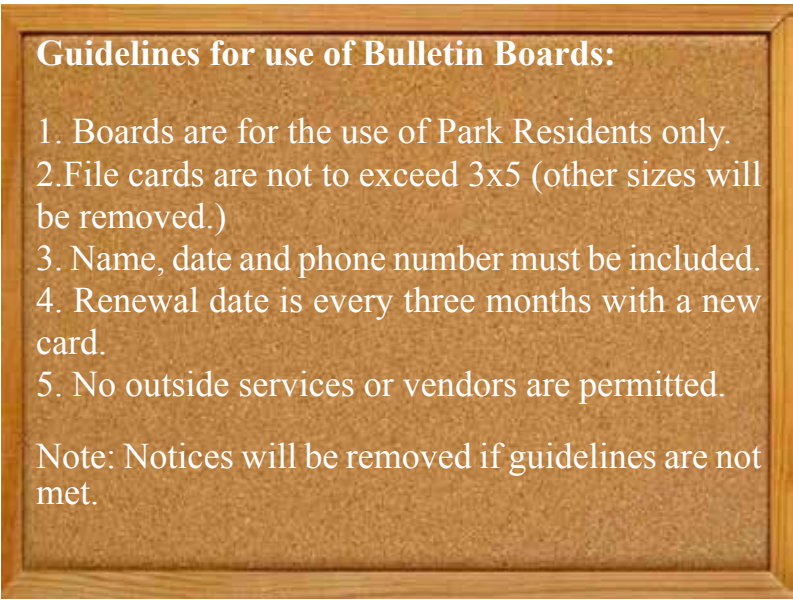 Guidelines for use of Bulletin Boards:
1. Boards are for the use of Park Residents only.
2.File cards are not to exceed 3x5 (other sizes will
be removed.)
3. Name, date and phone number must be included.
4. Renewal date is every three months with a new
card.
5. No outside services or vendors are permitted.
Note: Notices will be removed if guidelines are not
met.